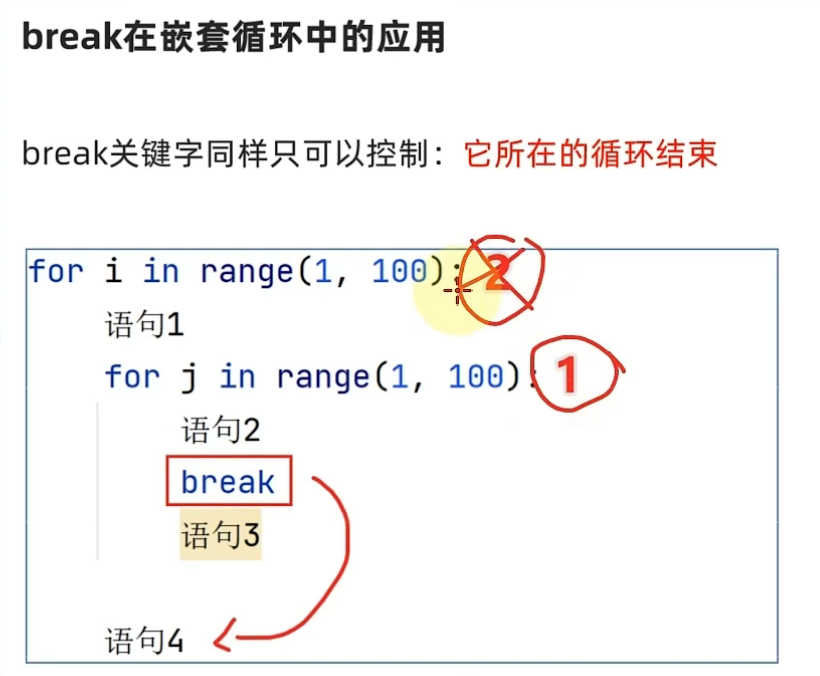 break在嵌套循环中的应用
break关键字同样只可以控制：它所在的循环结束
for i in range(1, 100): 2
语句1
for j in range(1, 100): 1
语句2
break
语句3
语句4